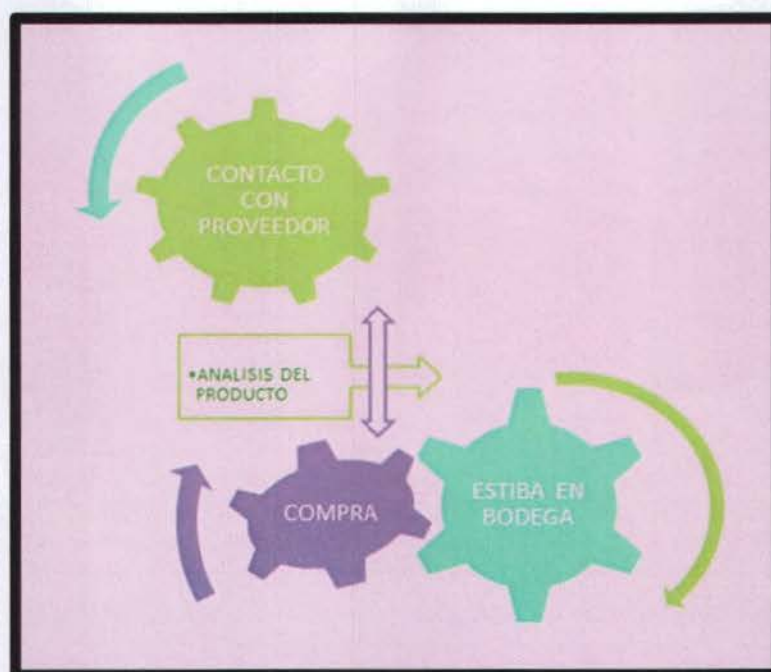 CONTACTO
CON
PROVEEDOR
•ANALISIS DEL
PRODUCTO
COMPRA
ESTIBA EN
BODEGA